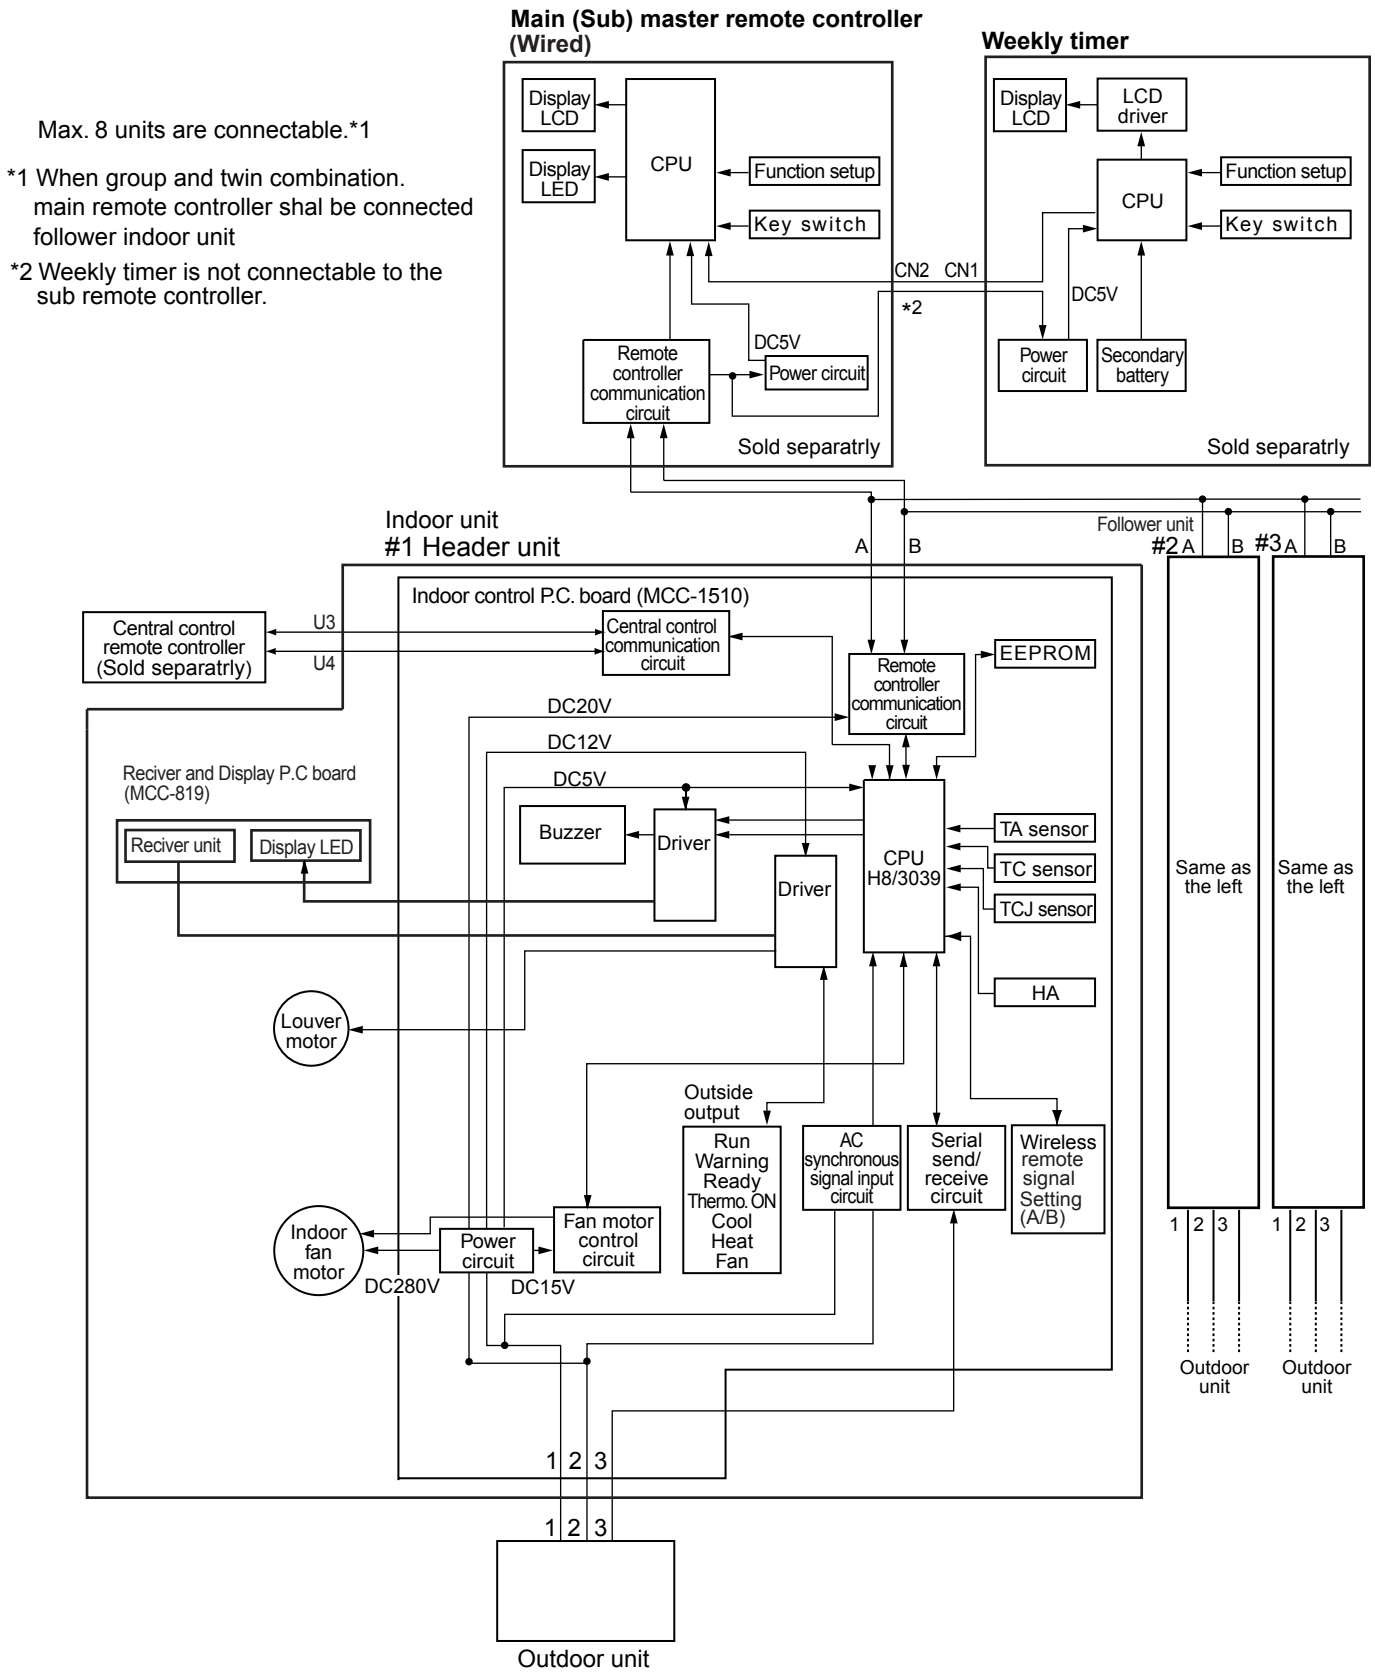 Main (Sub) master remote controller
(Wired)
Weekly timer
Max. 8 units are connectable.*1
*1 When group and twin combination.
main remote controller shal be connected
follower indoor unit
*2 Weekly timer is not connectable to the
sub remote controller.
Display
LCD
Display
LED
CPU
Function setup
Key switch
DC5V
Remote
controller
communication
circuit
Power circuit
Sold separatrly
CN2 CN1
*2
Display
LCD
LCD
driver
CPU
Function setup
Key switch
DC5V
Power
circuit
Secondary
battery
Sold separatrly
Indoor unit
#1 Header unit
A B
Follower unit
#2 A B #3 A B
Indoor control P.C. board (MCC-1510)
Central control
remote controller
(Sold separatrly)
U3
U4
Central control
communication
circuit
Remote
controller
communication
circuit
EEPROM
DC20V
DC12V
DC5V
Reciver and Display P.C board
(MCC-819)
Reciver unit
Display LED
Buzzer
Driver
Driver
CPU
H8/3039
TA sensor
TC sensor
TCJ sensor
HA
Same as
the left
Same as
the left
Louver
motor
Outside
output
Run
Warning
Ready
Thermo. ON
Cool
Heat
Fan
AC
synchronous
signal input
circuit
Serial
send/
receive
circuit
Wireless
remote
signal
Setting
(A/B)
Indoor
fan
motor
Power
circuit
Fan motor
control
circuit
DC280V
DC15V
1 2 3
1 2 3
Outdoor
unit
Outdoor
unit
1 2 3
1 2 3
Outdoor unit